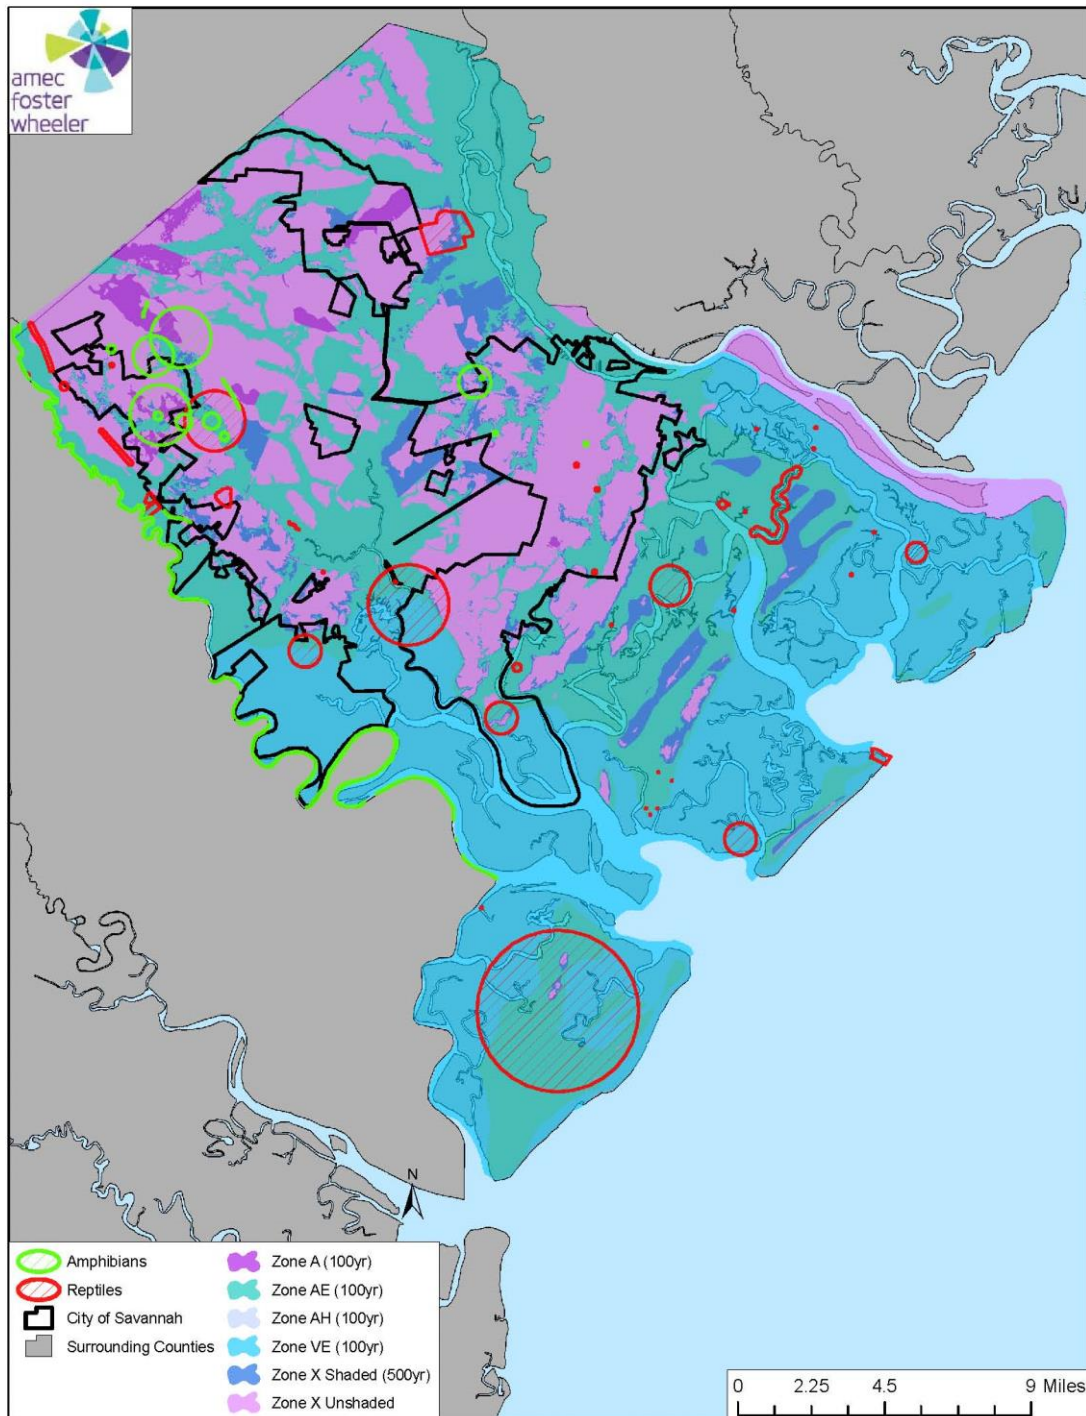 amec
foster
wheeler
N
Amphibians
Reptiles
City of Savannah
Surrounding Counties
Zone A (100yr)
Zone AE (100yr)
Zone AH (100yr)
Zone VE (100yr)
Zone X Shaded (500yr)
Zone X Unshaded
0 2.25 4.5 9 Miles